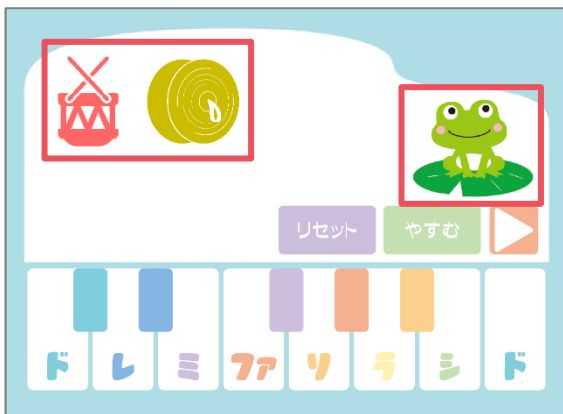 リセット やすむ
ド レ ミ ファ ソ ラ シ ド